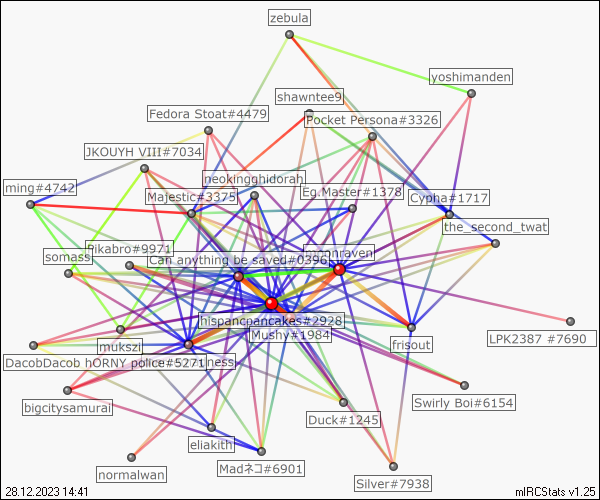 zebula
yoshimanden
shawntee9
Fedora Stoat#4479
Pocket Persona#3326
JKOUYH VIII#7034
neokingghidorah
ming#4742
Majestic#3375
Eg.Master#1378
Cypha#1717
the_second_twat
Pikabro#9971
somass
Can anything be saved#0396
moonraven
hispancpancakes#2928
Mushy#1984
mukszi
frisout
LPK2387 #7690
DacobDacob hORNY police#5271
ness
bigcitysamurai
Duck#1245
Swirly Boi#6154
eliakith
Madネコ#6901
normalwan
Silver#7938
28.12.2023 14:41
mIRCStats v1.25